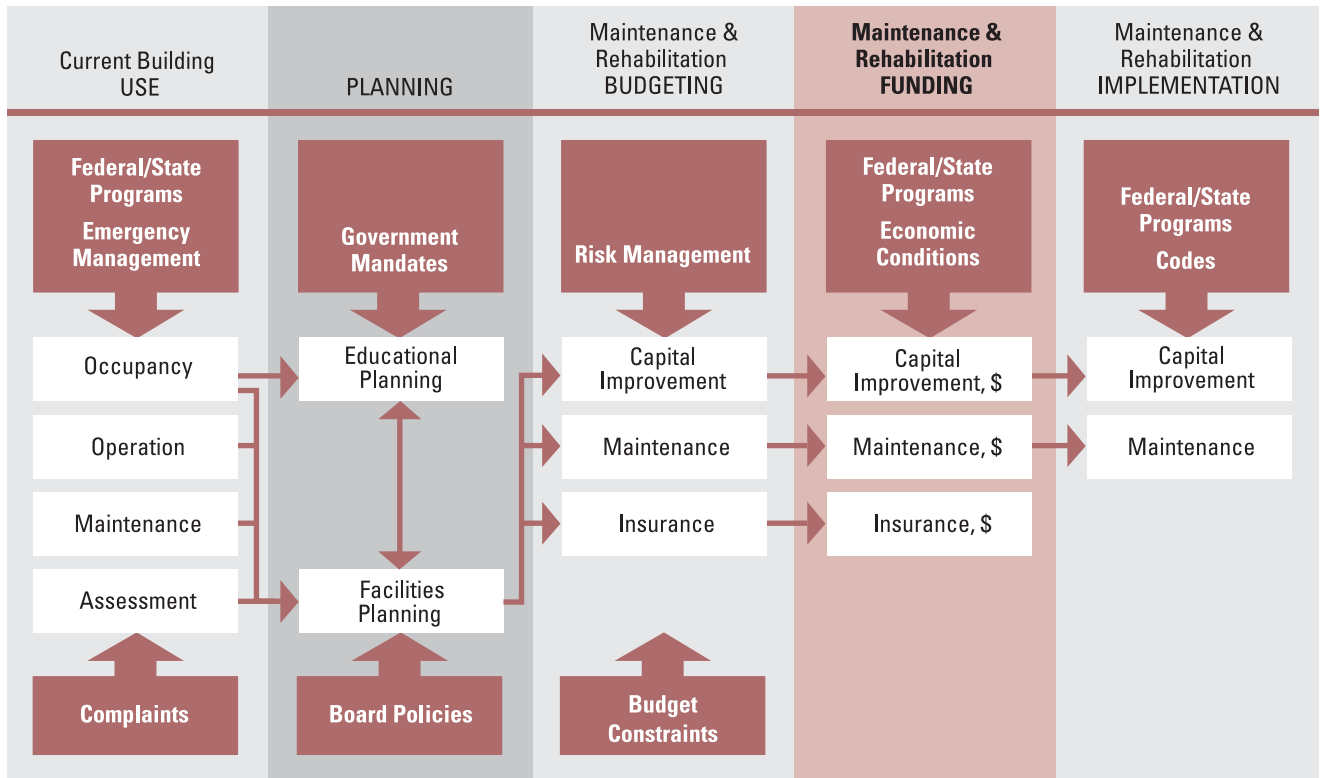 Current Building
USE
PLANNING
Maintenance &
Rehabilitation
BUDGETING
Maintenance &
Rehabilitation
FUNDING
Maintenance &
Rehabilitation
IMPLEMENTATION
Federal/State
Programs
Emergency
Management
Government
Mandates
Risk Management
Federal/State
Programs
Economic
Conditions
Federal/State
Programs
Codes
Occupancy
Operation
Maintenance
Assessment
Educational
Planning
Facilities
Planning
Capital
Improvement
Maintenance
Insurance
Capital
Improvement, $
Maintenance, $
Insurance, $
Capital
Improvement
Maintenance
Complaints
Board Policies
Budget
Constraints